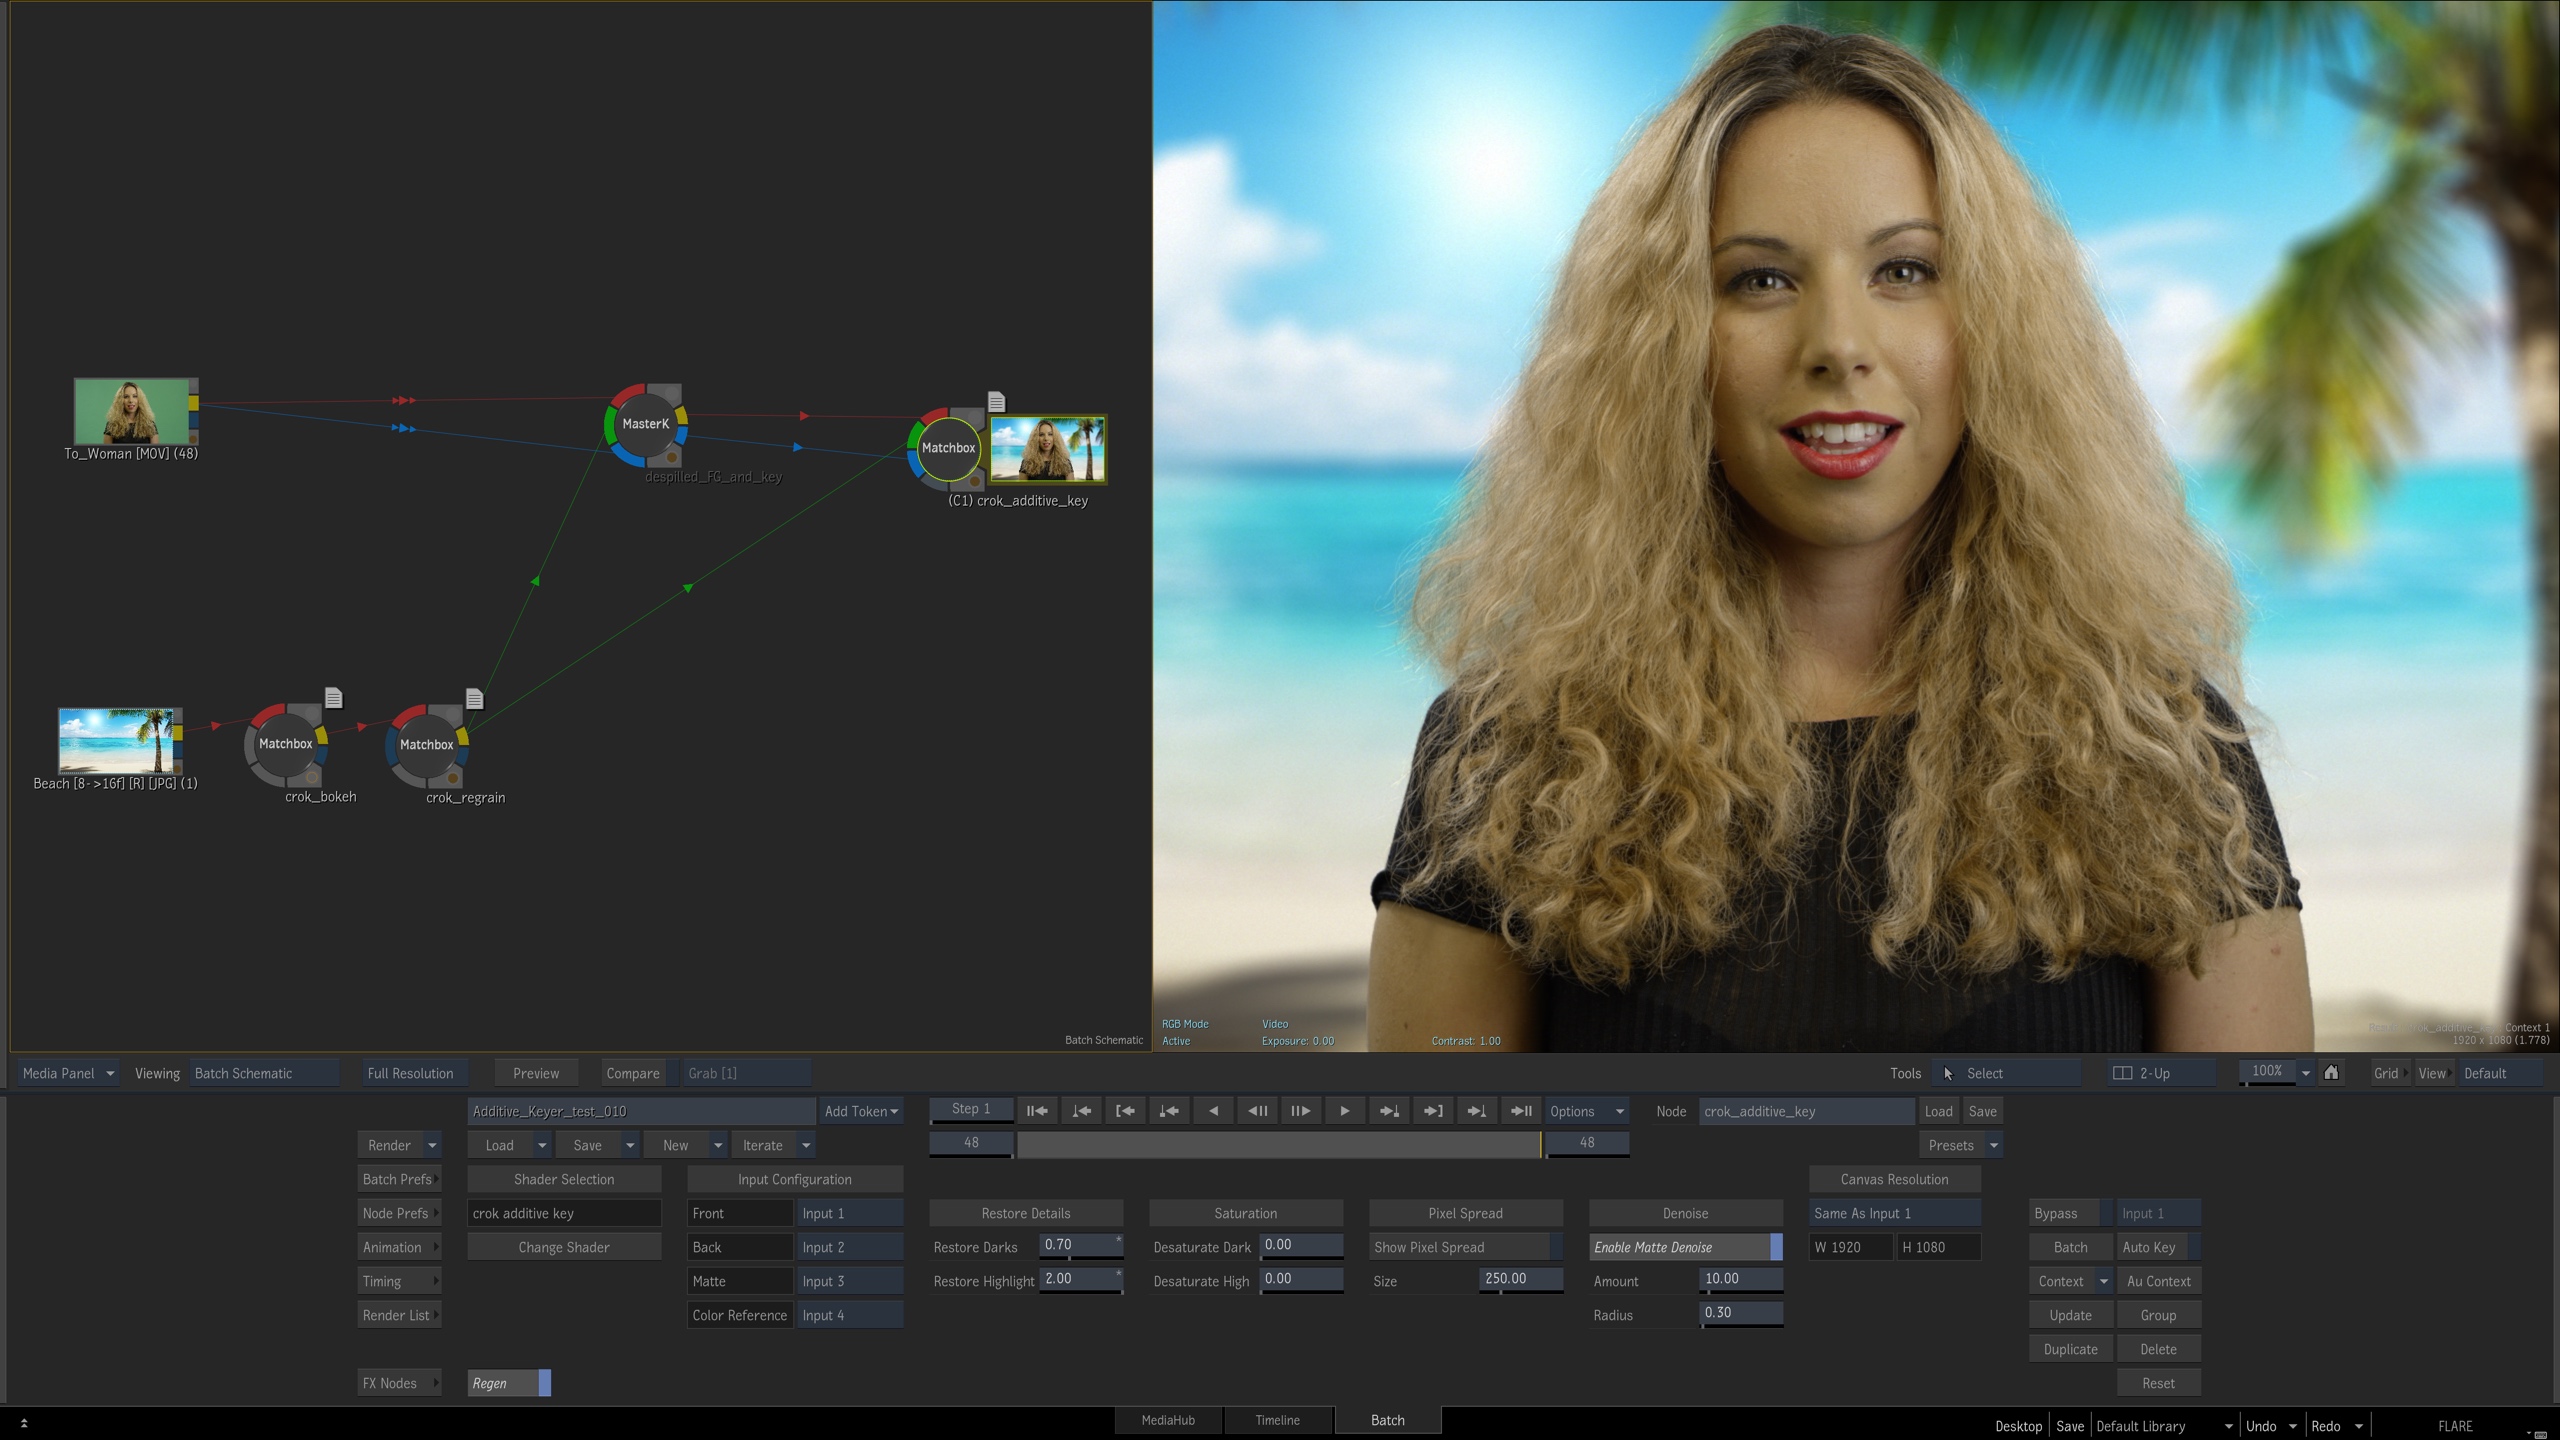 MasterK
Matchbox
To_Woman [MOV] (48)
despilled_FG_and_key
(C1) crok_additive_key
Matchbox
Matchbox
Beach [8->16f] [R] [JPG] (1)
crok_bokeh
crok_regrain
Batch Schematic
RGB Mode Video
Active Exposure: 0.00 Contrast: 1.00
Context 1
1920 x 1080 (1.778)
Media Panel Viewing Batch Schematic Full Resolution Preview Compare Grab [1] Tools Select 2-Up 100% Grid View Default
Additive_Keyer_test_010 Add Token Step 1 Options Node crok_additive_key Load Save
Render Load Save New Iterate 48 48 Presets
Batch Prefs Shader Selection Input Configuration Canvas Resolution
Node Prefs crok additive key Front Input 1 Restore Details Saturation Pixel Spread Denoise Same As Input 1 Bypass Input 1
Animation Change Shader Back Input 2 Restore Darks 0.70 * Desaturate Dark 0.00 Show Pixel Spread Enable Matte Denoise W 1920 H 1080 Batch Auto Key
Timing Matte Input 3 Restore Highlight 2.00 * Desaturate High 0.00 Size 250.00 Amount 10.00 Context Au Context
Render List Color Reference Input 4 Radius 0.30 Update Group
Duplicate Delete
FX Nodes Regen Reset
MediaHub Timeline Batch
Desktop Save Default Library Undo Redo FLARE